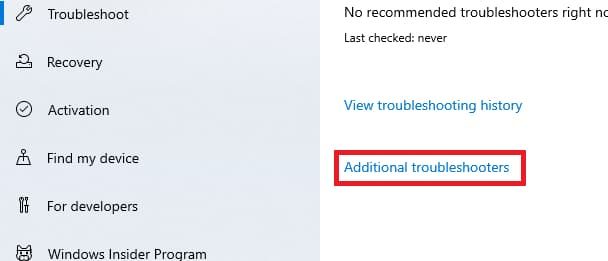 Troubleshoot
Recovery
Activation
Find my device
For developers
Windows Insider Program
No recommended troubleshooters right
Last checked: never
View troubleshooting history
Additional troubleshooters